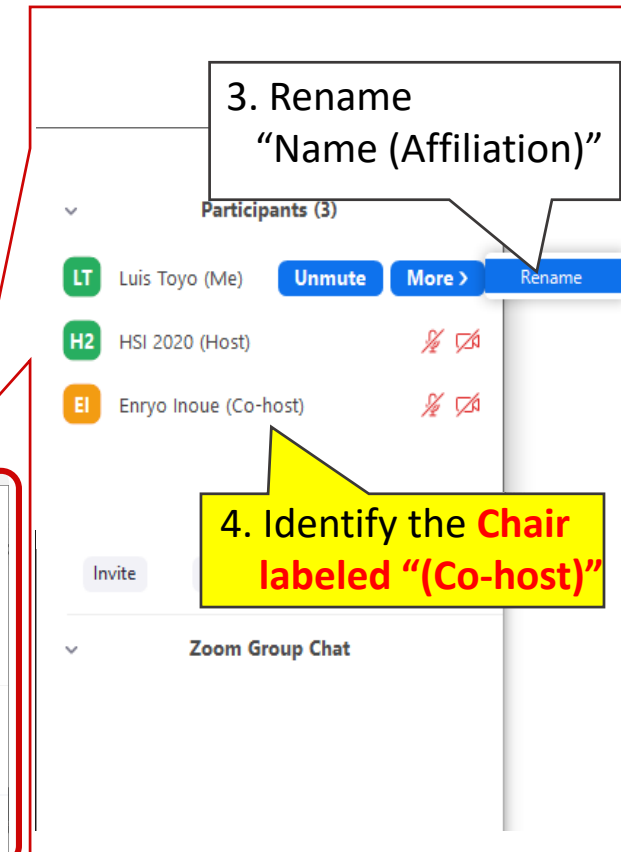 3. Rename
“Name (Affiliation)”
Participants (3)
LT Luis Toyo (Me) Unmute More > Rename
H2 HSI 2020 (Host)
EI Enryo Inoue (Co-host)
4. Identify the Chair
labeled “(Co-host)”
Invite
Zoom Group Chat